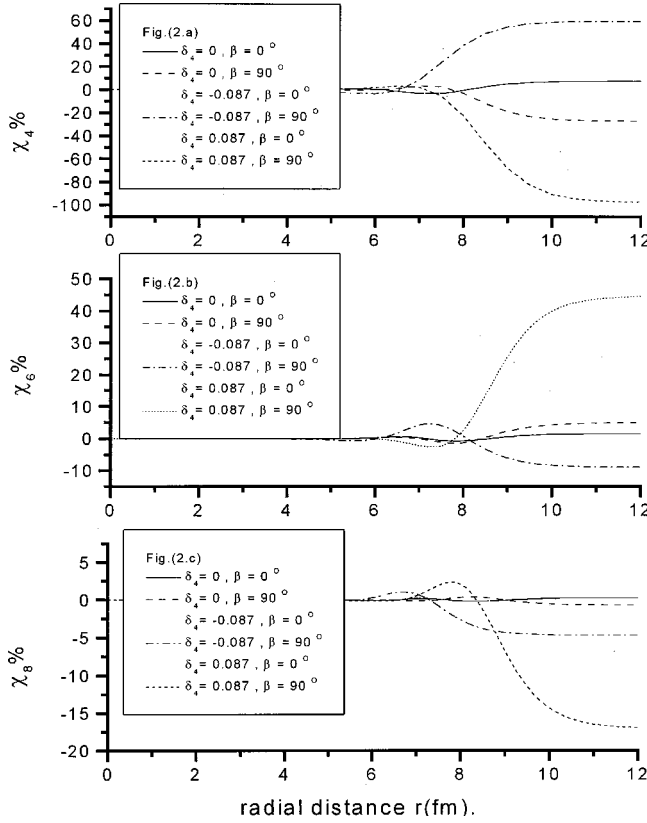 60
40
20
0
-20
-40
-60
-80
-100
χ₄%
Fig.(2.a)
δ₄= 0 , β = 0 °
δ₄= 0 , β = 90 °
δ₄= -0.087 , β = 0 °
δ₄= -0.087 , β = 90 °
δ₄= 0.087 , β = 0 °
δ₄= 0.087 , β = 90 °
0 2 4 6 8 10 12
50
40
30
20
10
0
-10
χ₆%
Fig.(2.b)
δ₄= 0 , β = 0 °
δ₄= 0 , β = 90 °
δ₄= -0.087 , β = 0 °
δ₄= -0.087 , β = 90 °
δ₄= 0.087 , β = 0 °
δ₄= 0.087 , β = 90 °
0 2 4 6 8 10 12
5
0
-5
-10
-15
-20
χ₈%
Fig.(2.c)
δ₄= 0 , β = 0 °
δ₄= 0 , β = 90 °
δ₄= -0.087 , β = 0 °
δ₄= -0.087 , β = 90 °
δ₄= 0.087 , β = 0 °
δ₄= 0.087 , β = 90 °
0 2 4 6 8 10 12
radial distance r(fm).